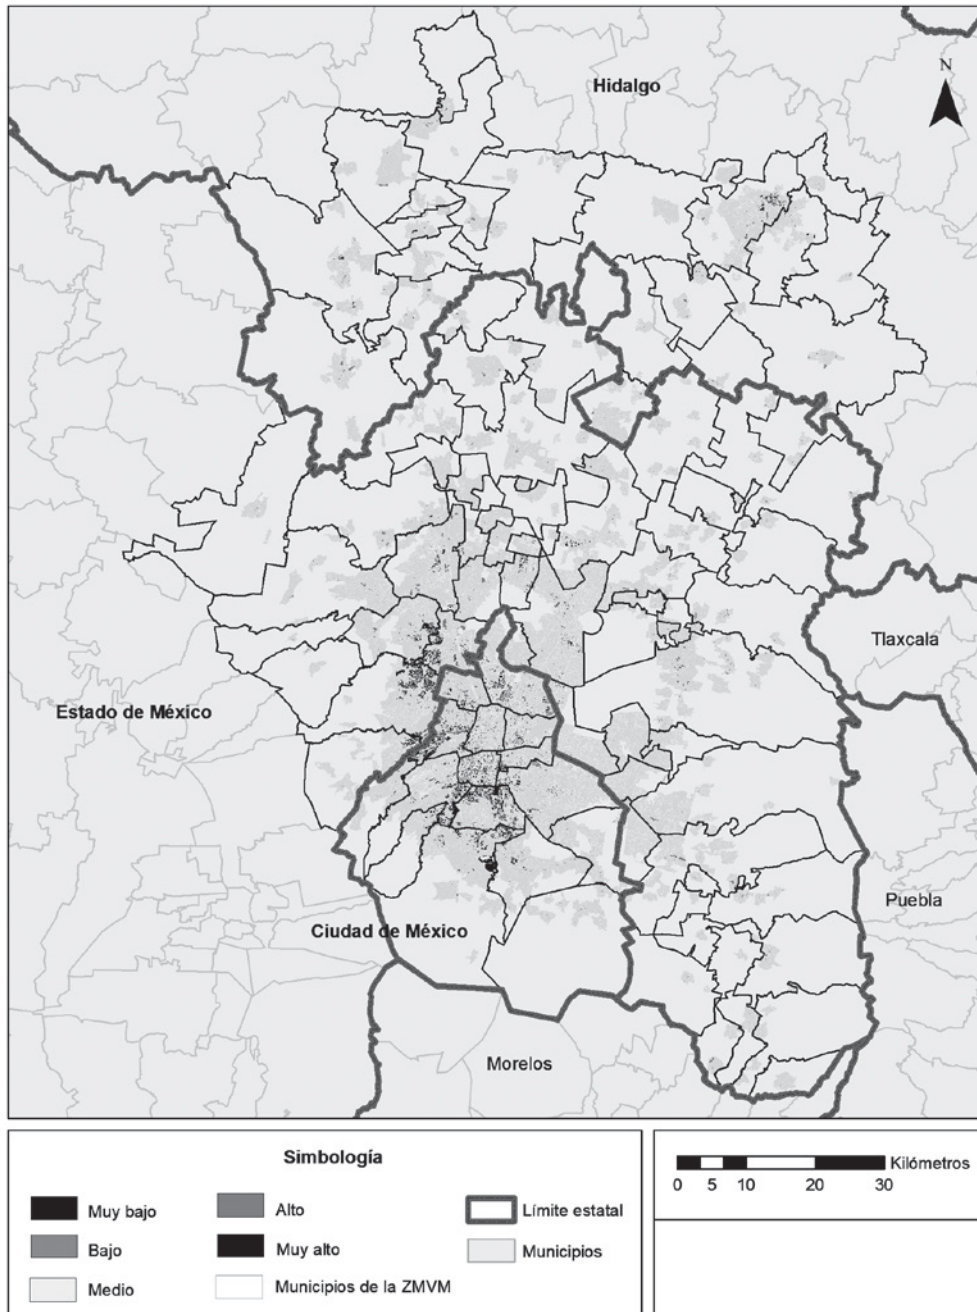 N
Hidalgo
Tlaxcala
Estado de México
Puebla
Ciudad de México
Morelos
Simbología
Muy bajo
Alto
Límite estatal
Bajo
Muy alto
Municipios
Medio
Municipios de la ZMVM
Kilómetros
0 5 10 20 30